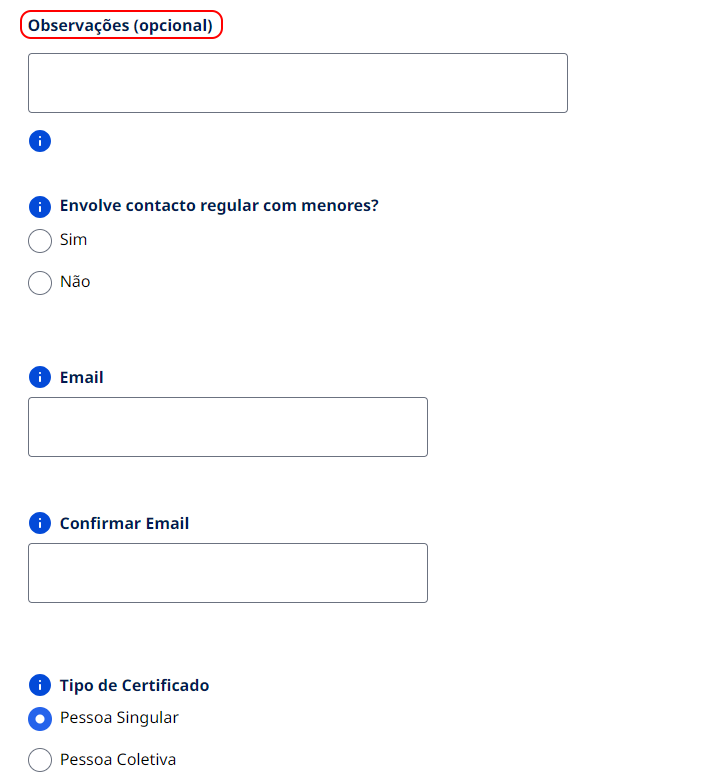 Observações (opcional)
Envolve contacto regular com menores?
Sim
Não
Email
Confirmar Email
Tipo de Certificado
Pessoa Singular
Pessoa Coletiva